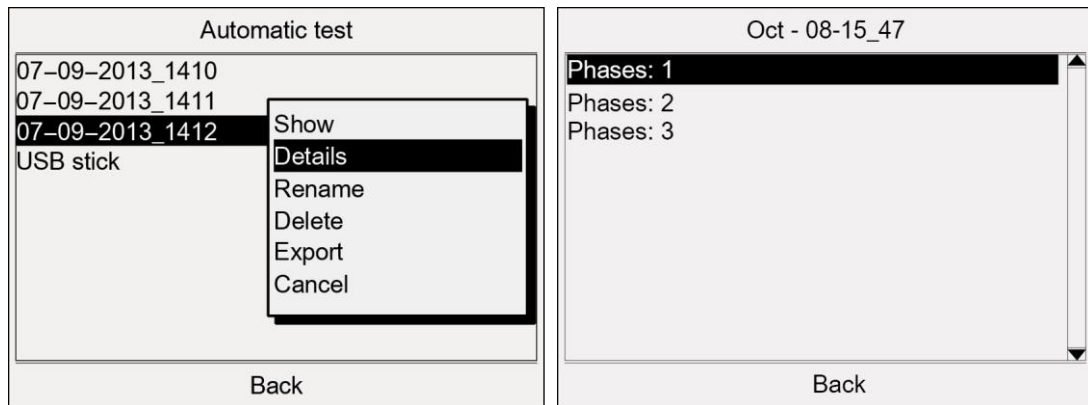 Automatic test
07–09–2013_1410
07–09–2013_1411
07–09–2013_1412
USB stick
Show
Details
Rename
Delete
Export
Cancel
Back
Oct - 08-15_47
Phases: 1
Phases: 2
Phases: 3
Back